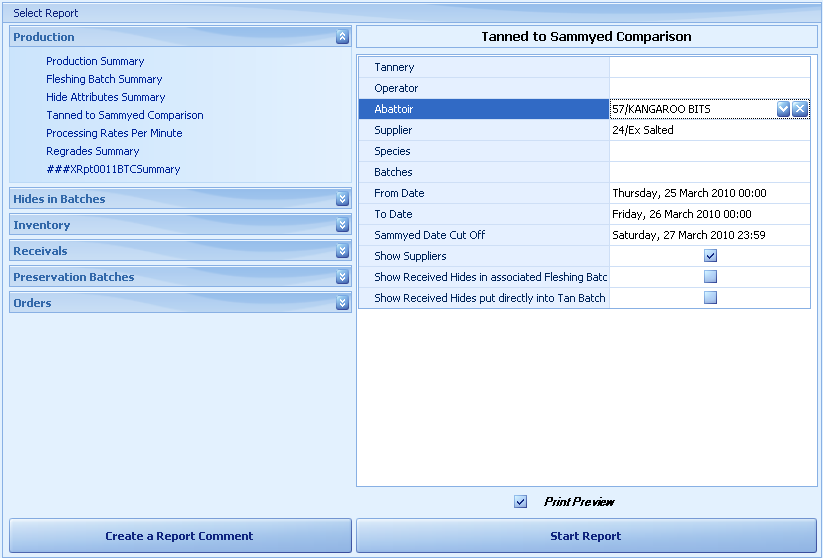 Select Report
Production
Production Summary
Fleshing Batch Summary
Hide Attributes Summary
Tanned to Sammyed Comparison
Processing Rates Per Minute
Regrades Summary
###XRpt0011BTCSummary
Hides in Batches
Inventory
Receivals
Preservation Batches
Orders
Create a Report Comment
Tanned to Sammyed Comparison
Tannery
Operator
Abattoir 57/KANGAROO BITS
Supplier 24/Ex Salted
Species
Batches
From Date Thursday, 25 March 2010 00:00
To Date Friday, 26 March 2010 00:00
Sammyed Date Cut Off Saturday, 27 March 2010 23:59
Show Suppliers
Show Received Hides in associated Fleshing Batc
Show Received Hides put directly into Tan Batch
Print Preview
Start Report